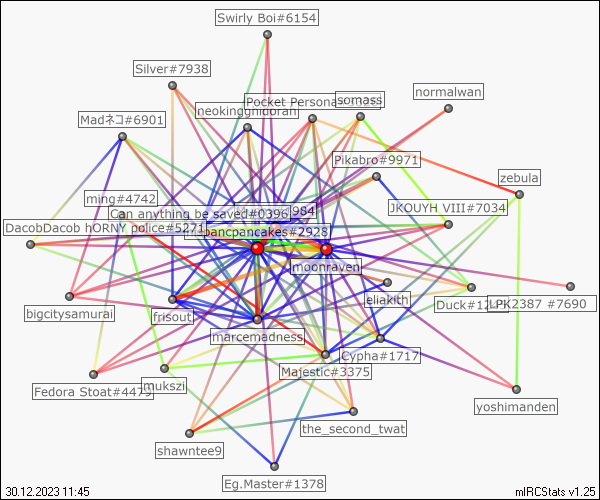 Swirly Boi#6154
Silver#7938
normalwan
Pocket Persona
somass
neokingghidorah
Madネコ#6901
Pikabro#9971
zebula
ming#4742
JKOUYH VIII#7034
Can anything be saved#0396
984
DacobDacob hORNY police#5271
pancpancakes#2928
moonraven
eliakith
Duck#12
LPK2387 #7690
bigcitysamurai
frisout
marcemadness
Cypha#1717
Majestic#3375
Fedora Stoat#4479
mukszi
yoshimanden
the_second_twat
shawntee9
Eg.Master#1378
30.12.2023 11:45
mIRCStats v1.25